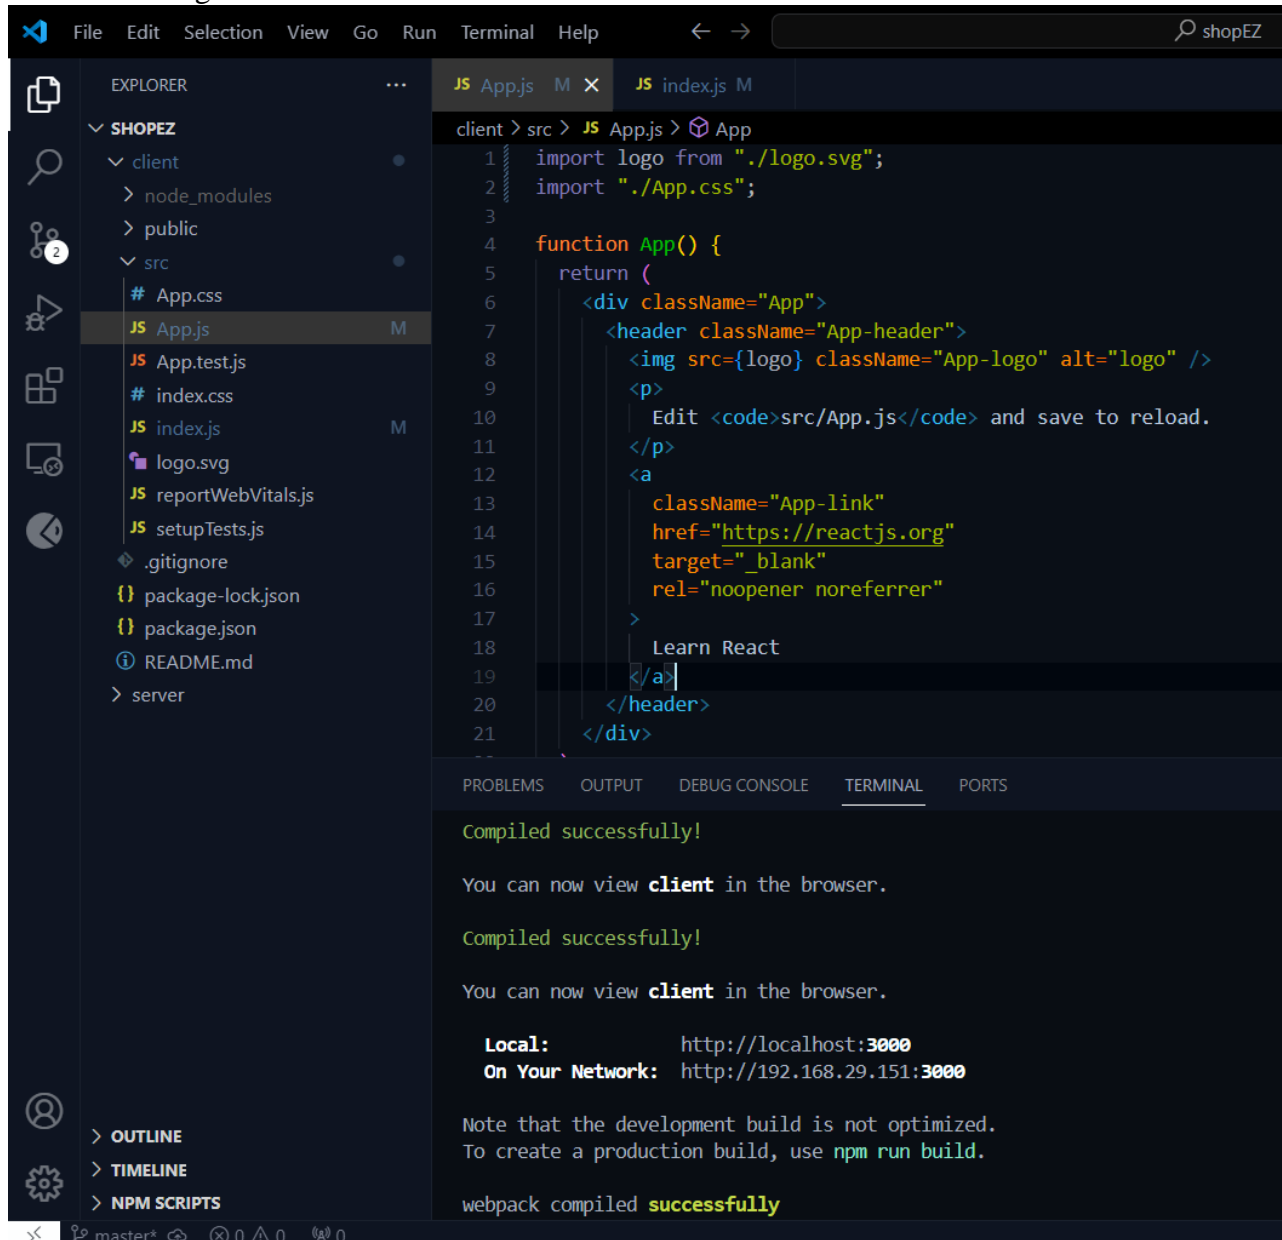 File Edit Selection View Go Run Terminal Help shopEZ
EXPLORER
SHOPEZ
client
node_modules
public
src
# App.css
JS App.js M
JS App.test.js
# index.css
JS index.js M
logo.svg
JS reportWebVitals.js
JS setupTests.js
.gitignore
{} package-lock.json
{} package.json
README.md
server
OUTLINE
TIMELINE
NPM SCRIPTS
2
JS App.js M JS index.js M
client > src > JS App.js > App
1 import logo from "./logo.svg";
2 import "./App.css";
3
4 function App() {
5 return (
6 <div className="App">
7 <header className="App-header">
8 <img src={logo} className="App-logo" alt="logo" />
9 <p>
10 Edit <code>src/App.js</code> and save to reload.
11 </p>
12 <a
13 className="App-link"
14 href="https://reactjs.org"
15 target="_blank"
16 rel="noopener noreferrer"
17 >
18 Learn React
19 </a>
20 </header>
21 </div>
PROBLEMS OUTPUT DEBUG CONSOLE TERMINAL PORTS
Compiled successfully!
You can now view client in the browser.
Compiled successfully!
You can now view client in the browser.
Local: http://localhost:3000
On Your Network: http://192.168.29.151:3000
Note that the development build is not optimized.
To create a production build, use npm run build.
webpack compiled successfully
master* 0 0 0